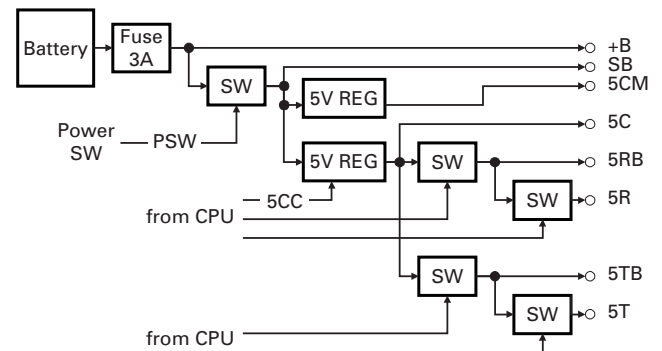 Battery
Fuse
3A
+B
SB
SW
5CM
5V REG
Power
SW
PSW
5C
5V REG
SW
5RB
5CC
SW
5R
from CPU
SW
5TB
SW
5T
from CPU